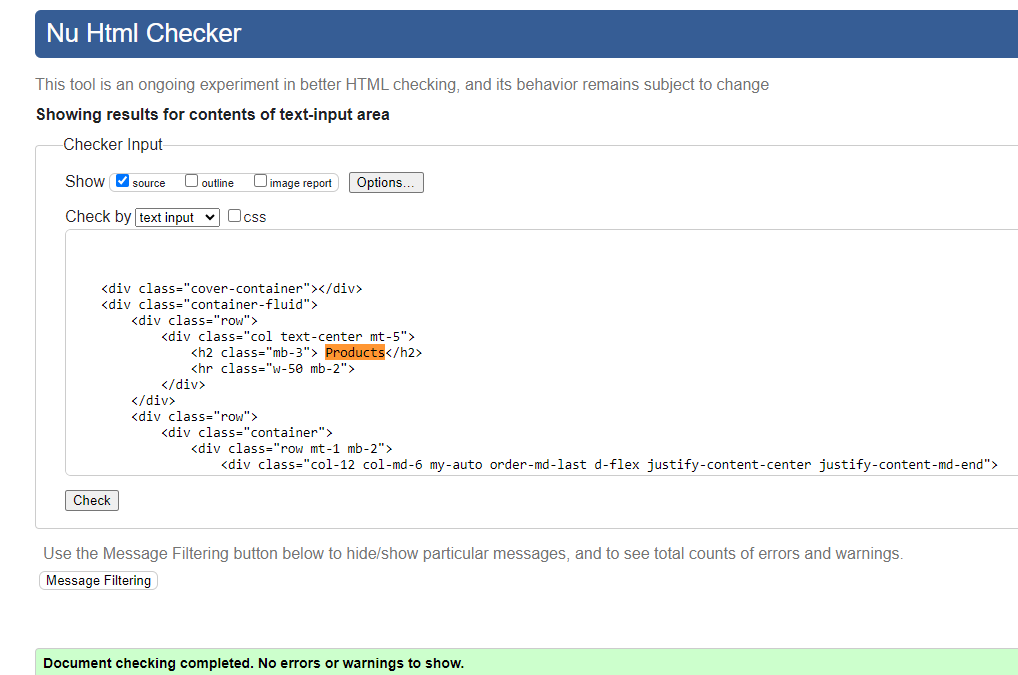 Nu Html Checker
This tool is an ongoing experiment in better HTML checking, and its behavior remains subject to change
Showing results for contents of text-input area
Checker Input
Show source outline image report Options...
Check by text input css
<div class="cover-container"></div>
<div class="container-fluid">
<div class="row">
<div class="col text-center mt-5">
<h2 class="mb-3"> Products</h2>
<hr class="w-50 mb-2">
</div>
</div>
<div class="row">
<div class="container">
<div class="row mt-1 mb-2">
<div class="col-12 col-md-6 my-auto order-md-last d-flex justify-content-center justify-content-md-end">
Check
Use the Message Filtering button below to hide/show particular messages, and to see total counts of errors and warnings.
Message Filtering
Document checking completed. No errors or warnings to show.